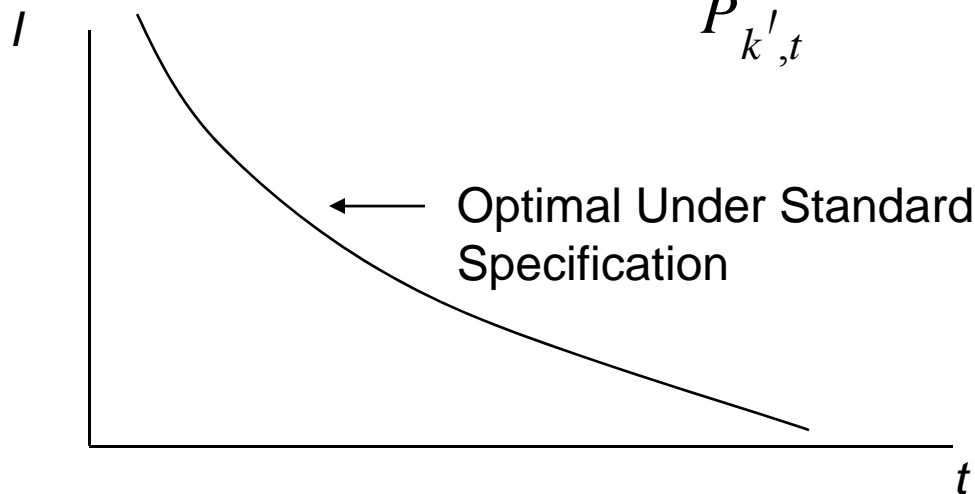 I
P k',t
Optimal Under Standard
Specification
t